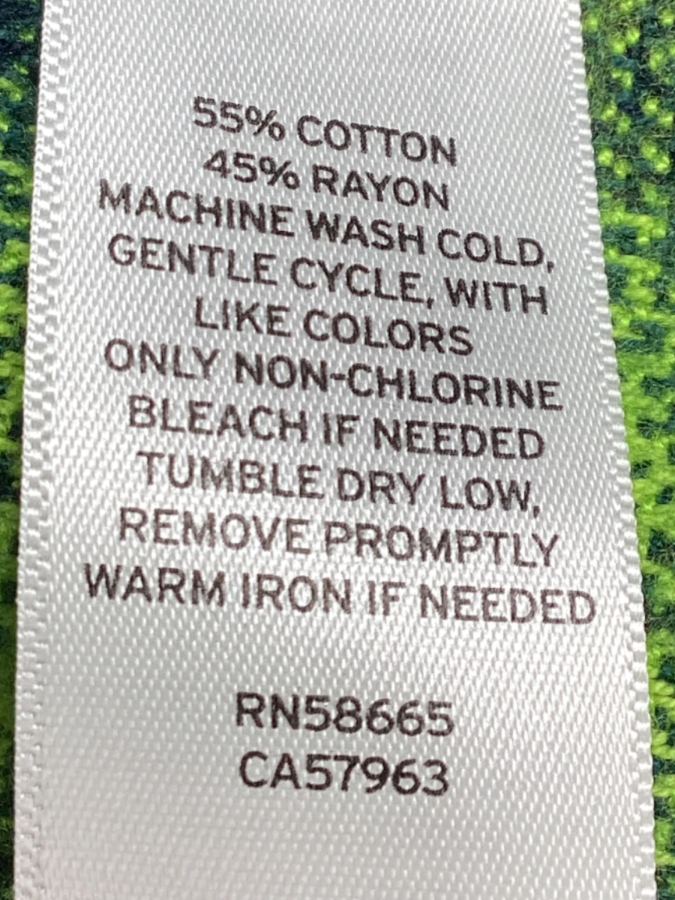 55% COTTON
45% RAYON
MACHINE WASH COLD,
GENTLE CYCLE, WITH
LIKE COLORS
ONLY NON-CHLORINE
BLEACH IF NEEDED
TUMBLE DRY LOW,
REMOVE PROMPTLY
WARM IRON IF NEEDED
RN58665
CA57963